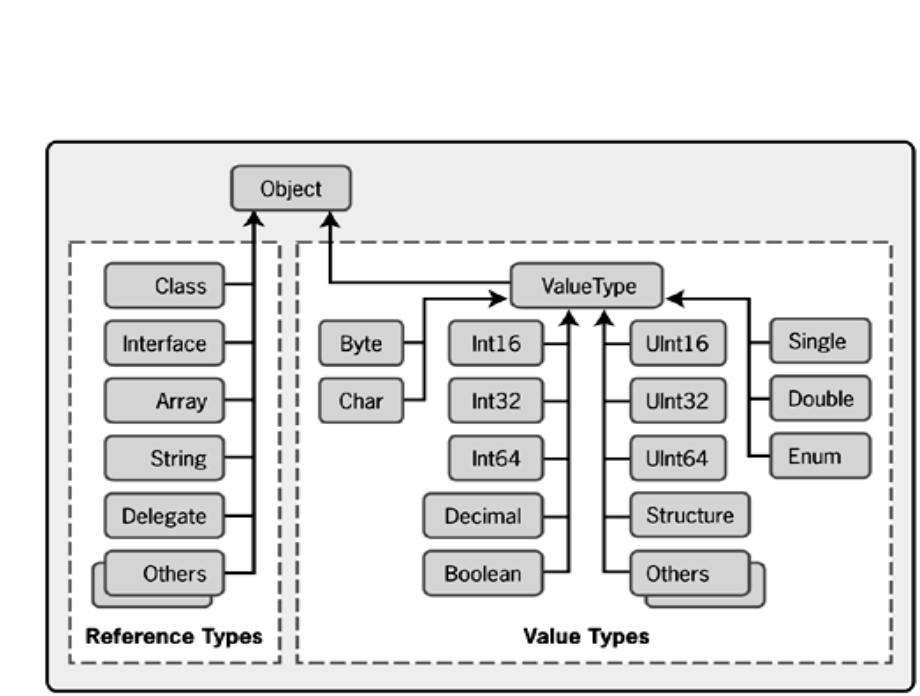 Object
Class
Interface
Array
String
Delegate
Others
Reference Types
ValueType
Byte
Char
Int16
Int32
Int64
Decimal
Boolean
UInt16
UInt32
UInt64
Structure
Others
Single
Double
Enum
Value Types